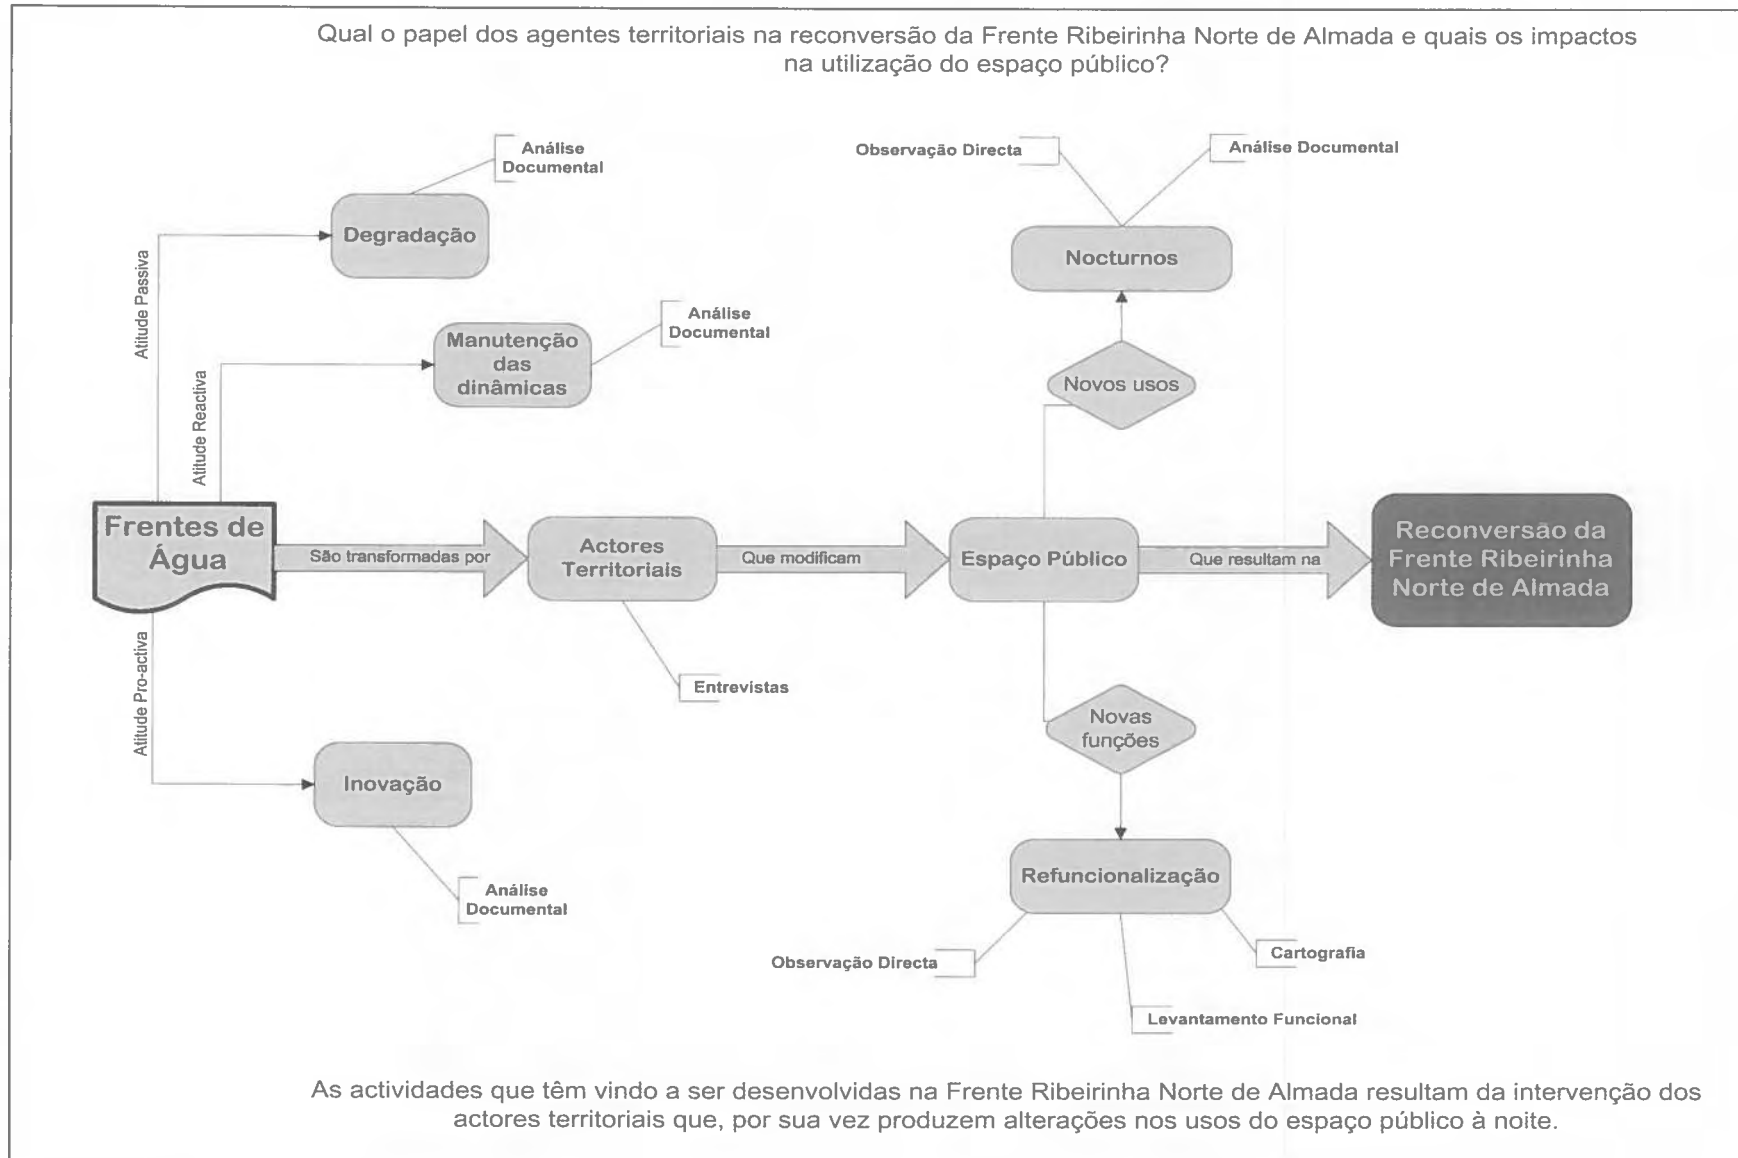 Qual o papel dos agentes territoriais na reconversão da Frente Ribeirinha Norte de Almada e quais os impactos
na utilização do espaço público?
Análise
Documental
Observação Directa
Análise Documental
Degradação
Nocturnos
Atitude Passiva
Análise
Documental
Manutenção
das
dinâmicas
Novos usos
Atitude Reactiva
Frentes de
Água
São transformadas por
Actores
Territoriais
Que modificam
Espaço Público
Que resultam na
Reconversão da
Frente Ribeirinha
Norte de Almada
Atitude Pro-activa
Entrevistas
Novas
funções
Inovação
Refuncionalização
Análise
Documental
Observação Directa
Cartografia
Levantamento Funcional
As actividades que têm vindo a ser desenvolvidas na Frente Ribeirinha Norte de Almada resultam da intervenção dos
actores territoriais que, por sua vez produzem alterações nos usos do espaço público à noite.